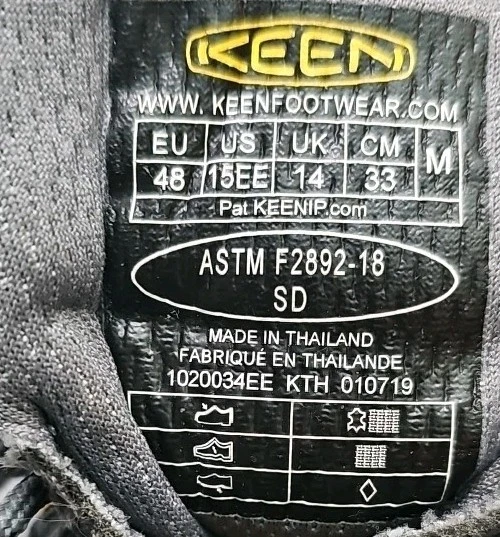 KEEN
WWW.KEENFOOTWEAR.COM
EU US UK CM M
48 15EE 14 33
Pat KEENIP.com
ASTM F2892-18
SD
MADE IN THAILAND
FABRIQUÉ EN THAILANDE
1020034EE KTH 010719